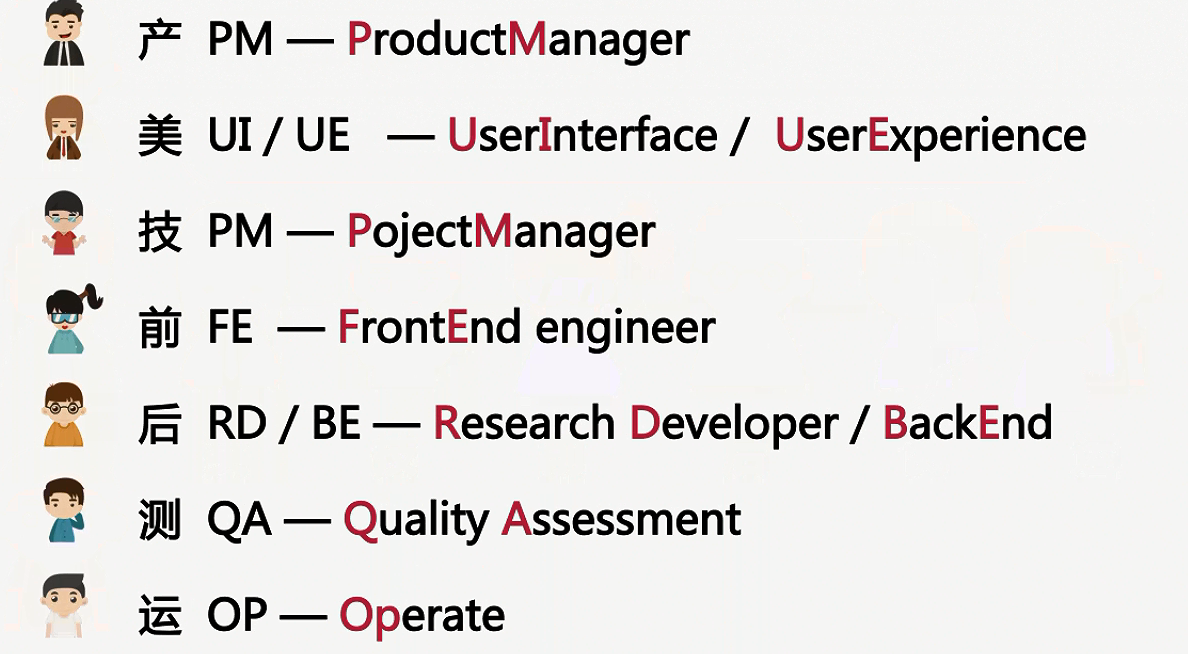 产 PM — ProductManager
美 UI / UE — UserInterface / UserExperience
技 PM — PojectManager
前 FE — FrontEnd engineer
后 RD / BE — Research Developer / BackEnd
测 QA — Quality Assessment
运 OP — Operate